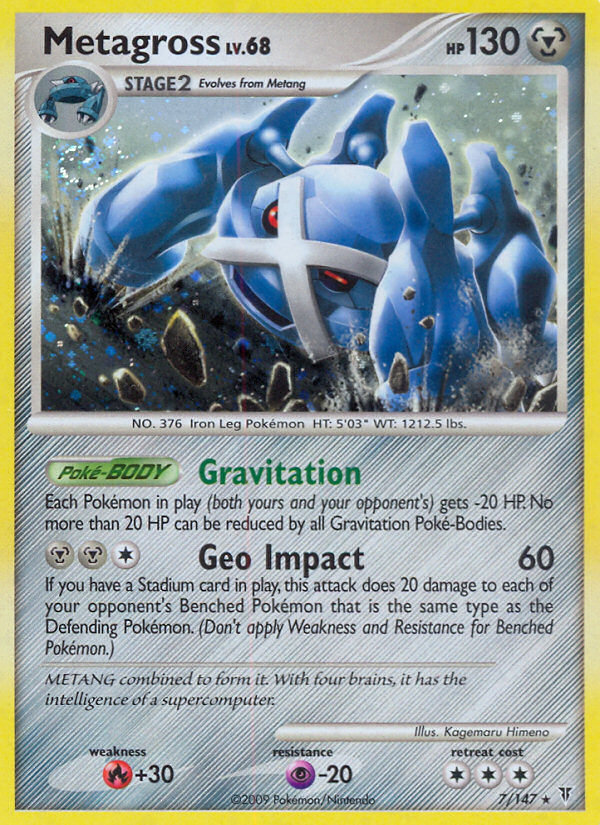 Metagross LV.68 HP 130
STAGE2 Evolves from Metang
NO. 376 Iron Leg Pokémon HT: 5'03" WT: 1212.5 lbs.
Poké-BODY Gravitation
Each Pokémon in play (both yours and your opponent's) gets -20 HP. No
more than 20 HP can be reduced by all Gravitation Poké-Bodies.
Geo Impact 60
If you have a Stadium card in play, this attack does 20 damage to each of
your opponent's Benched Pokémon that is the same type as the
Defending Pokémon. (Don't apply Weakness and Resistance for Benched
Pokémon.)
METANG combined to form it. With four brains, it has the
intelligence of a supercomputer.
Illus. Kagemaru Himeno
weakness resistance retreat cost
+30 -20
©2009 Pokémon/Nintendo 7/147 ★